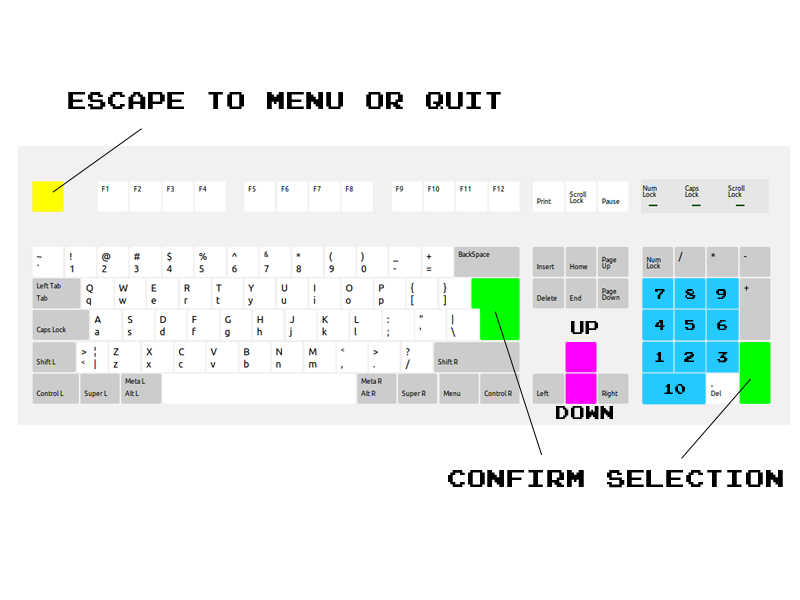 ESCAPE TO MENU OR QUIT
F1 F2 F3 F4 F5 F6 F7 F8 F9 F10 F11 F12 Print Scroll Lock Pause Num Lock Caps Lock Scroll Lock
~ ! @ # $ % ^ & * ( ) _ + BackSpace
` 1 2 3 4 5 6 7 8 9 0 - =
Insert Home Page Up Num Lock / * -
Left Tab Q W E R T Y U I O P { }
Tab q w e r t y u i o p [ ]
Delete End Page Down 7 8 9 +
A S D F G H J K L : " |
Caps Lock a s d f g h j k l ; ' \
UP
4 5 6
> ¦ Z X C V B N M < > ?
Shift L < | z x c v b n m , . / Shift R
1 2 3
Meta L Meta R
Control L Super L Alt L Alt R Super R Menu Control R
Left Right 10 . Del
DOWN
CONFIRM SELECTION